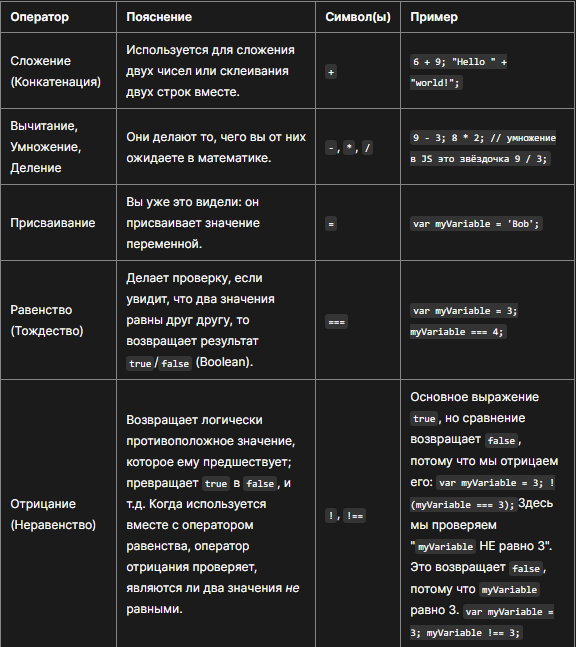 Оператор
Пояснение
Символ(ы)
Пример
Сложение
(Конкатенация)
Используется для сложения
двух чисел или склеивания
двух строк вместе.
+
6 + 9; "Hello " +
"world!";
Вычитание,
Умножение,
Деление
Они делают то, чего вы от них
ожидаете в математике.
-, *, /
9 - 3; 8 * 2; // умножение
в JS это звёздочка 9 / 3;
Присваивание
Вы уже это видели: он
присваивает значение
переменной.
=
var myVariable = 'Bob';
Равенство
(Тождество)
Делает проверку, если
увидит, что два значения
равны друг другу, то
возвращает результат
true/false (Boolean).
===
var myVariable = 3;
myVariable === 4;
Отрицание
(Неравенство)
Возвращает логически
противоположное значение,
которое ему предшествует;
превращает true в false, и
т.д. Когда используется
вместе с оператором
равенства, оператор
отрицания проверяет,
являются ли два значения не
равными.
!, !==
Основное выражение
true, но сравнение
возвращает false,
потому что мы отрицаем
его: var myVariable = 3; !
(myVariable === 3); Здесь
мы проверяем
"myVariable НЕ равно 3".
Это возвращает false,
потому что myVariable
равно 3. var myVariable =
3; myVariable !== 3;